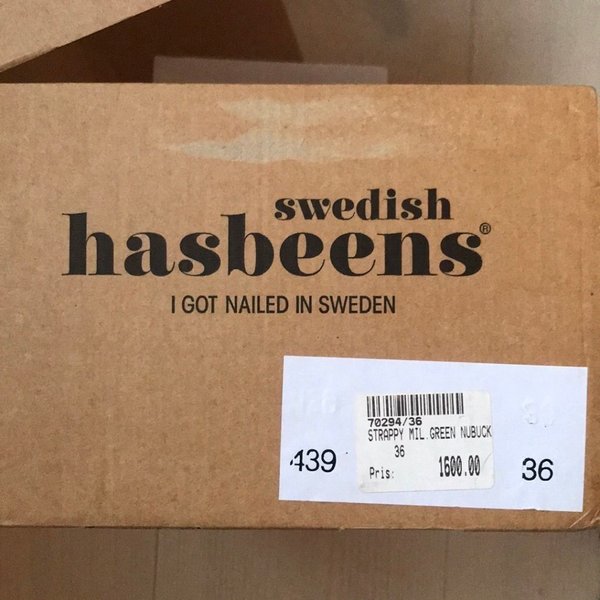 swedish
hasbeens®
I GOT NAILED IN SWEDEN
70294/36
STRAPPY MIL.GREEN NUBUCK
36
439
Pris: 1600.00
36